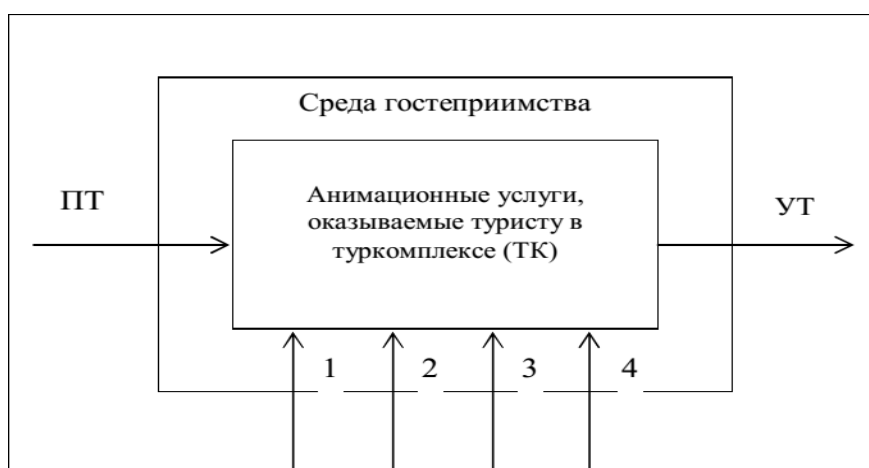 Среда гостеприимства
ПТ
Анимационные услуги,
оказываемые туристу в
туркомплексе (ТК)
УТ
1 2 3 4